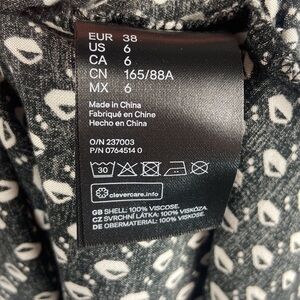 EUR 38
US 6
CA 6
CN 165/88A
MX 6
Made in China
Fabriqué en Chine
Hecho en China
O/N 237003
P/N 0764514 0
30
clevercare.info
GB SHELL: 100% VISCOSE.
CZ SVRCHNÍ LÁTKA: 100% VISKÓZA.
DE OBERMATERIAL: 100% VISKOSE.